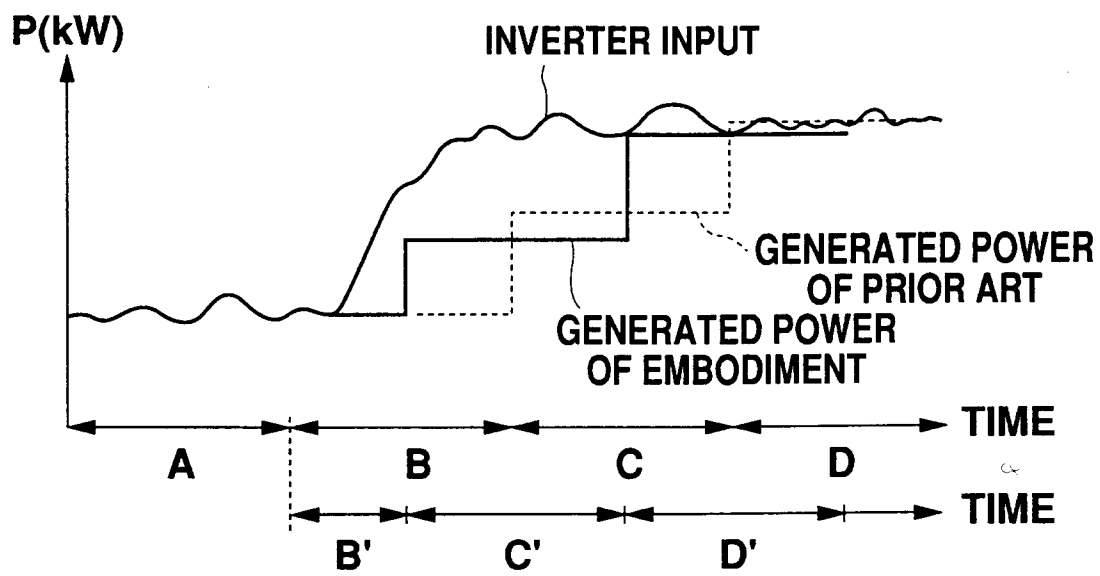 P(kW)
INVERTER INPUT
GENERATED POWER
OF PRIOR ART
GENERATED POWER
OF EMBODIMENT
TIME
A B C D
TIME
B' C' D'